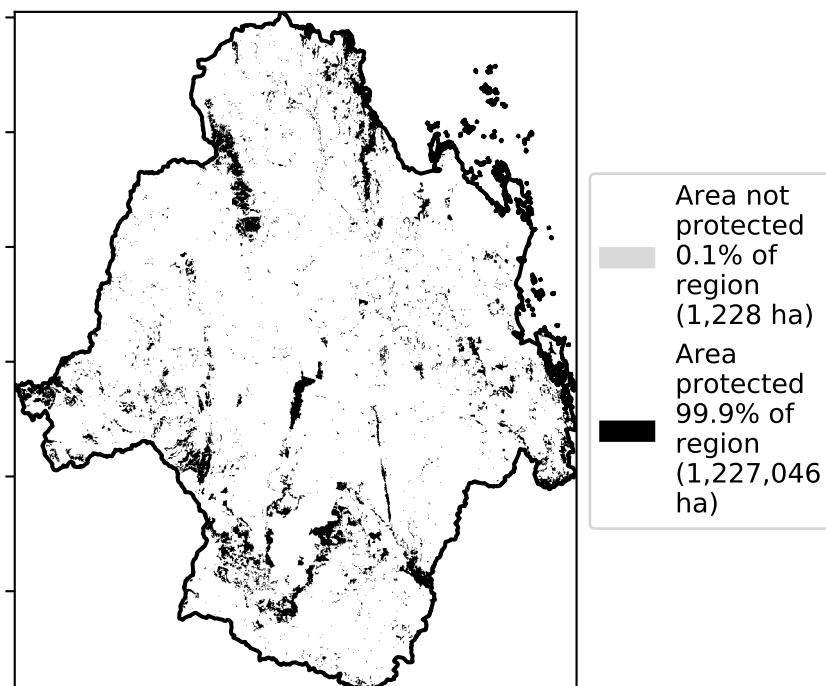 Area not
protected
0.1% of
region
(1,228 ha)
Area
protected
99.9% of
region
(1,227,046
ha)